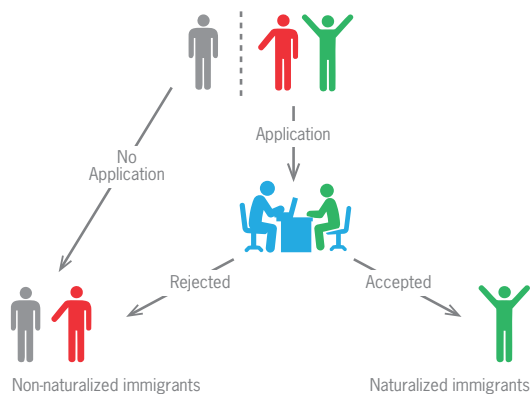 Application
No
Application
Rejected
Accepted
Non-naturalized immigrants
Naturalized immigrants